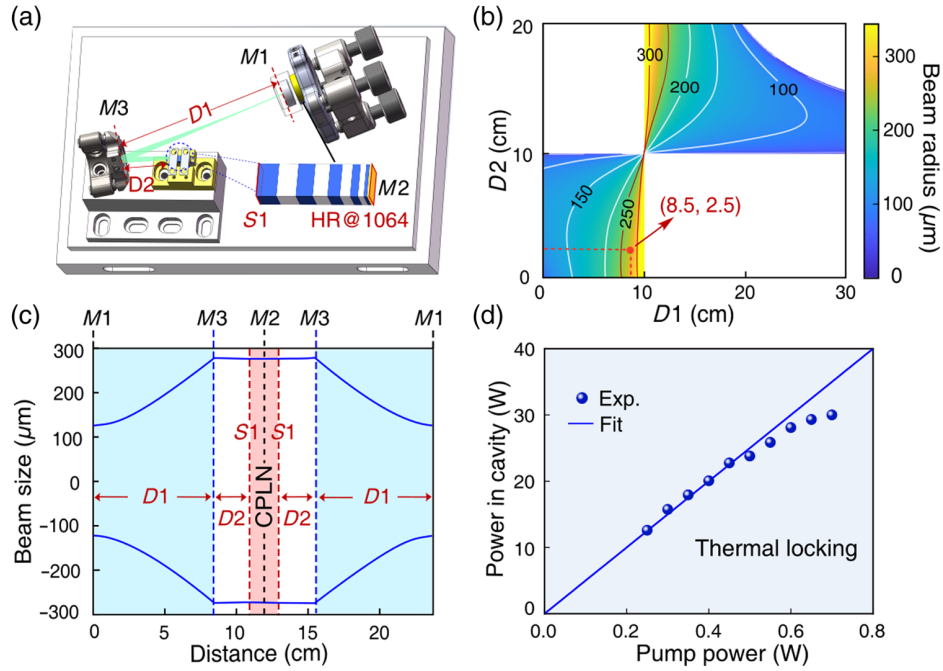 (a)
M1
D1
M3
D2
S1
M2
HR@1064
(b)
20
10
0
D2 (cm)
300
200
100
150
250
(8.5, 2.5)
0
10
20
30
D1 (cm)
300
200
100
0
Beam radius (μm)
(c)
M1
M3
M2
M3
M1
300
200
100
0
−100
−200
−300
Beam size (μm)
S1
S1
CPLN
D1
D2
D2
D1
0
5
10
15
20
Distance (cm)
(d)
40
30
20
10
0
Power in cavity (W)
Exp.
Fit
Thermal locking
0.0
0.2
0.4
0.6
0.8
Pump power (W)